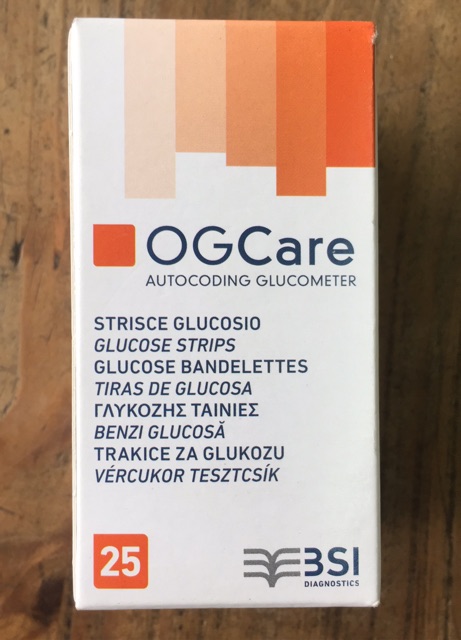 OGCare
AUTOCODING GLUCOMETER
STRISCE GLUCOSIO
GLUCOSE STRIPS
GLUCOSE BANDELETTES
TIRAS DE GLUCOSA
ΓΛΥΚΟΖΗΣ ΤΑΙΝΙΕΣ
BENZI GLUCOSĂ
TRAKICE ZA GLUKOZU
VÉRCUKOR TESZTCSÍK
25
BSI
DIAGNOSTICS